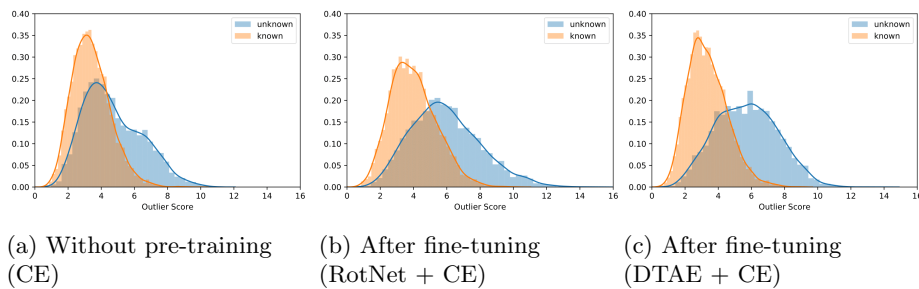 unknown
known
0.40
0.35
0.30
0.25
0.20
0.15
0.10
0.05
0.00
0 2 4 6 8 10 12 14 16
Outlier Score
unknown
known
0.40
0.35
0.30
0.25
0.20
0.15
0.10
0.05
0.00
0 2 4 6 8 10 12 14 16
Outlier Score
unknown
known
0.40
0.35
0.30
0.25
0.20
0.15
0.10
0.05
0.00
0 2 4 6 8 10 12 14 16
Outlier Score
(a) Without pre-training
(CE)
(b) After fine-tuning
(RotNet + CE)
(c) After fine-tuning
(DTAE + CE)